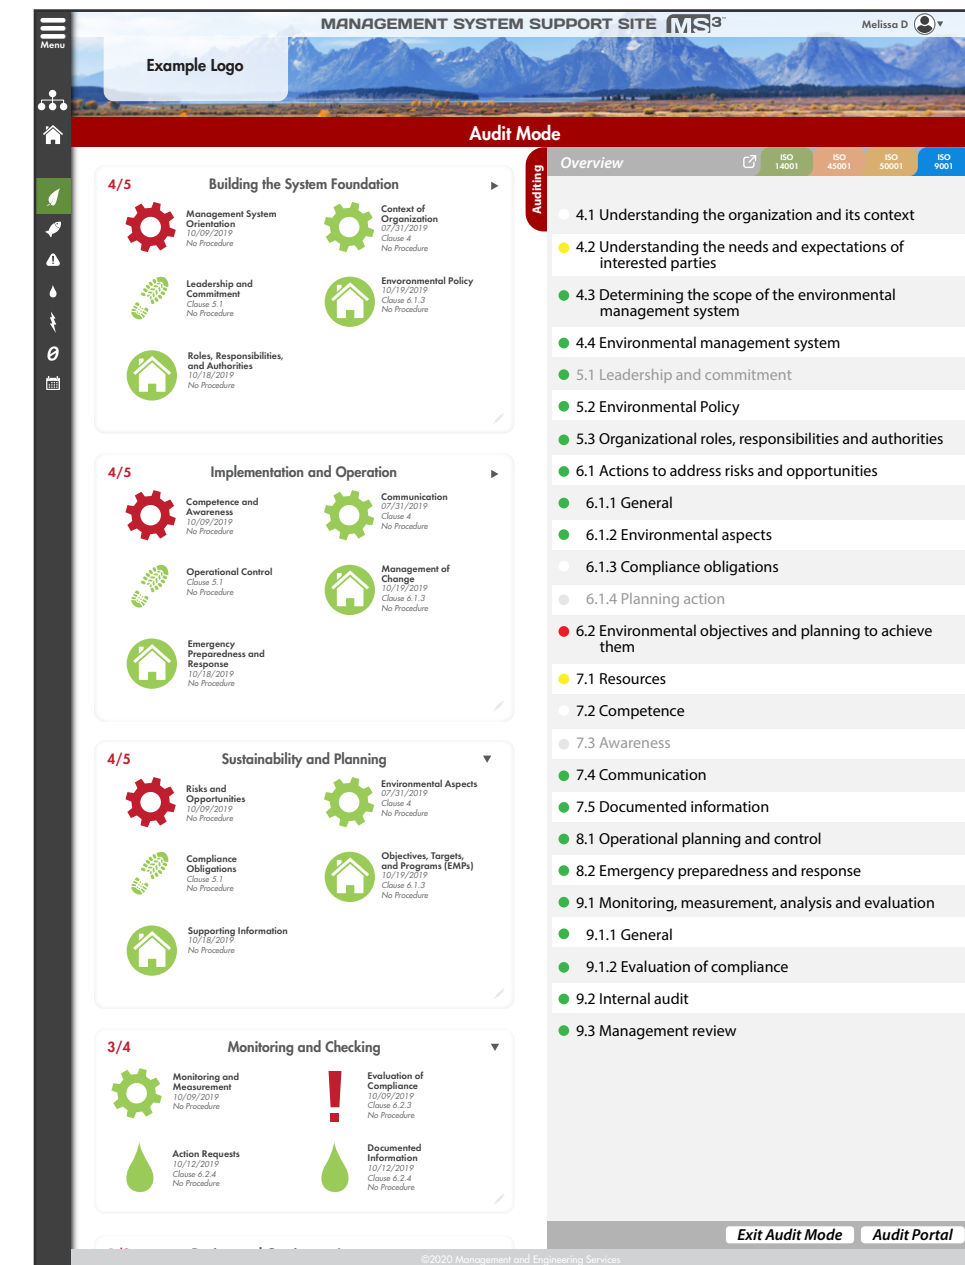 MANAGEMENT SYSTEM SUPPORT SITE MS3
Melissa D
Menu
Example Logo
Audit Mode
Auditing
Overview
ISO 14001
ISO 45001
ISO 50001
ISO 9001
4/5
Building the System Foundation
Management System
Orientation
10/09/2019
No Procedure
Context of
Organization
07/31/2019
Clause 4
No Procedure
Leadership and
Commitment
Clause 5.1
No Procedure
Envoronmental Policy
10/19/2019
Clause 6.1.3
No Procedure
Roles, Responsibilities,
and Authorities
10/18/2019
No Procedure
4/5
Implementation and Operation
Competence and
Awareness
10/09/2019
No Procedure
Communication
07/31/2019
Clause 4
No Procedure
Operational Control
Clause 5.1
No Procedure
Management of
Change
10/19/2019
Clause 6.1.3
No Procedure
Emergency
Preparedness and
Response
10/18/2019
No Procedure
4/5
Sustainability and Planning
Risks and
Opportunities
10/09/2019
No Procedure
Environmental Aspects
07/31/2019
Clause 4
No Procedure
Compliance
Obligations
Clause 5.1
No Procedure
Objectives, Targets,
and Programs (EMPs)
10/19/2019
Clause 6.1.3
No Procedure
Supporting Information
10/18/2019
No Procedure
3/4
Monitoring and Checking
Monitoring and
Measurement
10/09/2019
No Procedure
Evaluation of
Compliance
10/09/2019
Clause 6.2.3
No Procedure
Action Requests
10/12/2019
Clause 6.2.4
No Procedure
Documented
Information
10/12/2019
Clause 6.2.4
No Procedure
4.1 Understanding the organization and its context
4.2 Understanding the needs and expectations of
interested parties
4.3 Determining the scope of the environmental
management system
4.4 Environmental management system
5.1 Leadership and commitment
5.2 Environmental Policy
5.3 Organizational roles, responsibilities and authorities
6.1 Actions to address risks and opportunities
6.1.1 General
6.1.2 Environmental aspects
6.1.3 Compliance obligations
6.1.4 Planning action
6.2 Environmental objectives and planning to achieve
them
7.1 Resources
7.2 Competence
7.3 Awareness
7.4 Communication
7.5 Documented information
8.1 Operational planning and control
8.2 Emergency preparedness and response
9.1 Monitoring, measurement, analysis and evaluation
9.1.1 General
9.1.2 Evaluation of compliance
9.2 Internal audit
9.3 Management review
Exit Audit Mode
Audit Portal
©2020 Management and Engineering Services